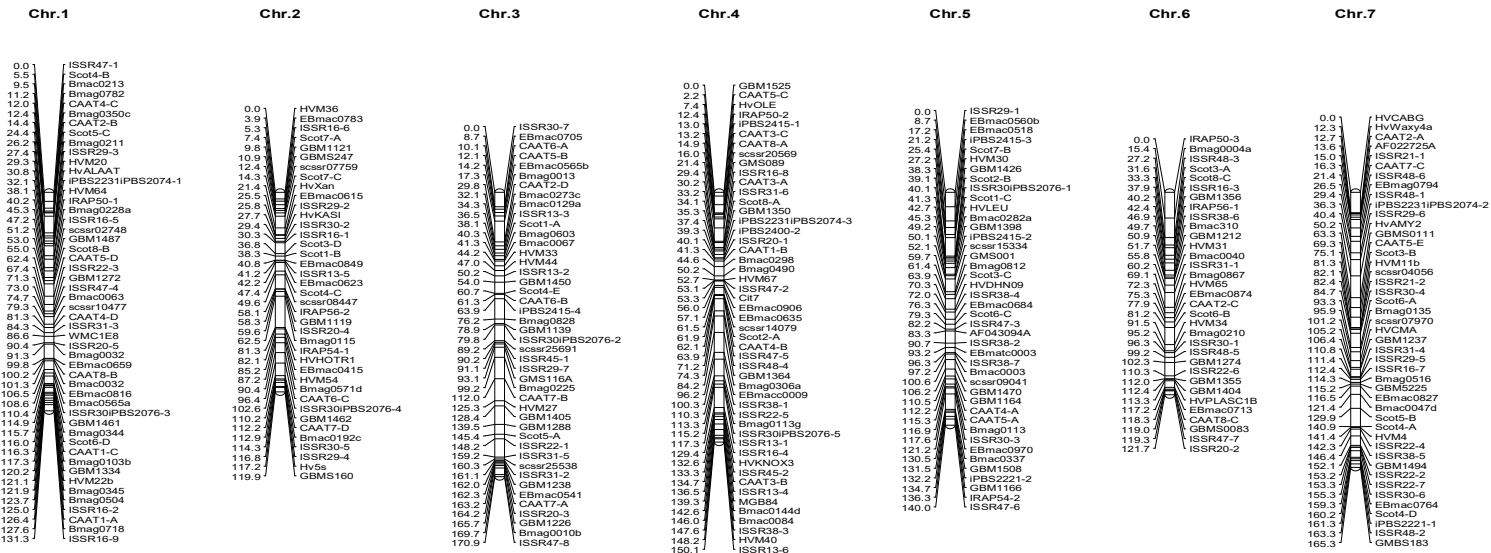 Chr.1 Chr.2 Chr.3 Chr.4 Chr.5 Chr.6 Chr.7
0.0 ISSR47-1
5.5 Scot4-B
9.5 Bmac0213
11.2 Bmag0782
12.0 CAAT4-C
12.4 Bmag0350c
14.4 CAAT2-B
24.4 Scot5-C
26.2 Bmag0211
27.4 ISSR29-3
29.3 HVM20
30.8 HvALAAT
32.1 iPBS2231iPBS2074-1
38.1 HVM64
40.2 IRAP50-1
45.3 Bmag0228a
47.2 ISSR16-5
51.2 scssr02748
53.0 GBM1487
55.0 Scot8-B
62.4 CAAT5-D
67.4 ISSR22-3
71.3 GBM1272
73.0 ISSR47-4
74.7 Bmac0063
79.3 scssr10477
81.3 CAAT4-D
84.3 ISSR31-3
86.6 WMC1E8
90.4 ISSR20-5
91.3 Bmag0032
99.8 EBmac0659
100.2 CAAT8-B
101.3 Bmac0032
106.5 EBmac0816
108.6 Bmac0565a
110.4 ISSR30iPBS2076-3
114.9 GBM1461
115.7 Bmag0344
116.0 Scot6-D
116.3 CAAT1-C
117.3 Bmag0103b
120.2 GBM1334
121.1 HVM22b
121.9 Bmag0345
123.7 Bmag0504
125.0 ISSR16-2
126.4 CAAT1-A
127.6 Bmag0718
131.3 ISSR16-9
0.0 HVM36
3.9 EBmac0783
5.3 ISSR16-6
7.4 Scot7-A
9.8 GBM1121
10.9 GBMS247
12.4 scssr07759
14.3 Scot7-C
21.4 HvXan
25.5 EBmac0615
25.8 ISSR29-2
27.7 HvKASI
29.4 ISSR30-2
30.3 ISSR16-1
36.8 Scot3-D
38.3 Scot1-B
40.8 EBmac0849
41.2 ISSR13-5
42.2 EBmac0623
47.4 Scot4-C
49.6 scssr08447
58.1 IRAP56-2
58.3 GBM1119
59.6 ISSR20-4
62.5 Bmag0115
81.3 IRAP54-1
82.1 HVHOTR1
85.2 EBmac0415
87.2 HVM54
90.4 Bmag0571d
96.4 CAAT6-C
102.6 ISSR30iPBS2076-4
110.2 GBM1462
112.2 CAAT7-D
112.9 Bmac0192c
114.3 ISSR30-5
116.8 ISSR29-4
117.2 Hv5s
119.9 GBMS160
0.0 ISSR30-7
8.7 EBmac0705
10.1 CAAT6-A
12.1 CAAT5-B
14.2 EBmac0565b
17.3 Bmag0013
29.8 CAAT2-D
32.1 Bmac0273c
34.3 Bmac0129a
36.5 ISSR13-3
38.1 Scot1-A
40.3 Bmag0603
41.3 Bmac0067
44.2 HVM33
47.0 HVM44
50.2 ISSR13-2
54.0 GBM1450
60.7 Scot4-E
61.3 CAAT6-B
63.9 iPBS2415-4
76.2 Bmag0828
78.9 GBM1139
79.8 ISSR30iPBS2076-2
89.2 scssr25691
90.2 ISSR45-1
91.1 ISSR29-7
93.1 GMS116A
99.2 Bmag0225
112.0 CAAT7-B
125.3 HVM27
128.4 GBM1405
139.5 GBM1288
145.4 Scot5-A
148.2 ISSR22-1
159.2 ISSR31-5
160.3 scssr25538
161.1 ISSR31-2
162.0 GBM1238
162.3 EBmac0541
163.2 CAAT7-A
164.2 ISSR20-3
165.7 GBM1226
169.7 Bmag0010b
170.9 ISSR47-8
0.0 GBM1525
2.2 CAAT5-C
7.4 HvOLE
12.4 IRAP50-2
13.0 iPBS2415-1
13.2 CAAT3-C
14.9 CAAT8-A
16.4 scssr20569
21.4 GMS089
29.4 ISSR16-8
30.2 CAAT3-A
33.2 ISSR31-6
34.1 Scot8-A
35.3 GBM1350
37.4 iPBS2231iPBS2074-3
39.3 iPBS2400-2
40.1 ISSR20-1
41.3 CAAT1-B
44.6 Bmac0298
50.2 Bmag0490
52.7 HVM67
53.1 ISSR47-2
53.3 Cit7
56.0 EBmac0906
57.1 EBmac0635
61.5 scssr14079
61.9 Scot2-A
62.1 CAAT4-B
63.9 ISSR47-5
71.2 ISSR48-4
74.3 GBM1364
84.2 Bmag0306a
96.2 EBmacc0009
100.3 ISSR38-1
110.3 ISSR22-5
113.3 Bmag0113g
115.2 ISSR30iPBS2076-5
117.3 ISSR13-1
129.4 ISSR16-4
132.6 HVKNOX3
133.3 ISSR45-2
134.7 CAAT3-B
136.5 ISSR13-4
139.3 MGB84
142.6 Bmac0144d
146.0 Bmac0084
147.6 ISSR38-3
148.2 HVM40
150.1 ISSR13-6
0.0 ISSR29-1
8.7 EBmac0560b
17.2 EBmac0518
21.2 iPBS2415-3
25.4 Scot7-B
27.2 HVM30
38.3 GBM1426
39.1 Scot2-B
40.1 ISSR30iPBS2076-1
41.3 Scot1-C
42.7 HVLEU
45.3 Bmac0282a
49.2 GBM1398
50.1 iPBS2415-2
52.1 scssr15334
59.7 GMS001
61.4 Bmag0812
63.9 Scot3-C
70.3 HVDHN09
72.0 ISSR38-4
76.3 EBmac0684
79.3 Scot6-C
82.2 ISSR47-3
83.3 AF043094A
90.7 ISSR38-2
93.2 EBmatc0003
96.3 ISSR38-7
97.2 Bmac0003
100.6 scssr09041
106.2 GBM1470
110.5 GBM1164
112.2 CAAT4-A
115.3 CAAT5-A
116.9 Bmag0113
117.6 ISSR30-3
121.2 EBmac0970
130.5 Bmac0337
131.5 GBM1508
132.2 iPBS2221-2
134.7 GBM1166
136.3 IRAP54-2
140.0 ISSR47-6
0.0 IRAP50-3
15.4 Bmag0004a
27.2 ISSR48-3
31.6 Scot3-A
33.3 Scot8-C
37.9 ISSR16-3
40.2 GBM1356
42.4 IRAP56-1
46.9 ISSR38-6
49.7 Bmac310
50.9 GBM1212
51.7 HVM31
55.8 Bmac0040
60.2 ISSR31-1
69.1 Bmag0867
72.3 HVM65
75.3 EBmac0874
77.9 CAAT2-C
81.2 Scot6-B
91.5 HVM34
95.2 Bmag0210
96.3 ISSR30-1
99.2 ISSR48-5
102.3 GBM1274
110.3 ISSR22-6
112.0 GBM1355
112.4 GBM1404
113.3 HVPLASC1B
117.2 EBmac0713
118.3 CAAT8-C
119.0 GBMS0083
119.3 ISSR47-7
121.7 ISSR20-2
0.0 HVCABG
12.3 HvWaxy4a
12.7 CAAT2-A
13.6 AF022725A
15.0 ISSR21-1
16.3 CAAT7-C
21.4 ISSR48-6
26.5 EBmag0794
29.4 ISSR48-1
36.3 iPBS2231iPBS2074-2
40.4 ISSR29-6
50.2 HvAMY2
63.3 GBMS0111
69.3 CAAT5-E
75.1 Scot3-B
81.3 HVM11b
82.1 scssr04056
82.4 ISSR21-2
84.7 ISSR30-4
93.3 Scot6-A
95.9 Bmag0135
101.2 scssr07970
105.2 HVCMA
106.4 GBM1237
110.8 ISSR31-4
111.4 ISSR29-5
112.4 ISSR16-7
114.3 Bmag0516
115.2 GBM5225
116.5 EBmac0827
121.4 Bmac0047d
129.9 Scot5-B
140.9 Scot4-A
141.4 HVM4
142.3 ISSR22-4
146.4 ISSR38-5
152.1 GBM1494
153.2 ISSR22-2
153.3 ISSR22-7
155.3 ISSR30-6
159.3 EBmac0764
160.2 Scot4-D
161.3 iPBS2221-1
163.3 ISSR48-2
165.3 GMBS183